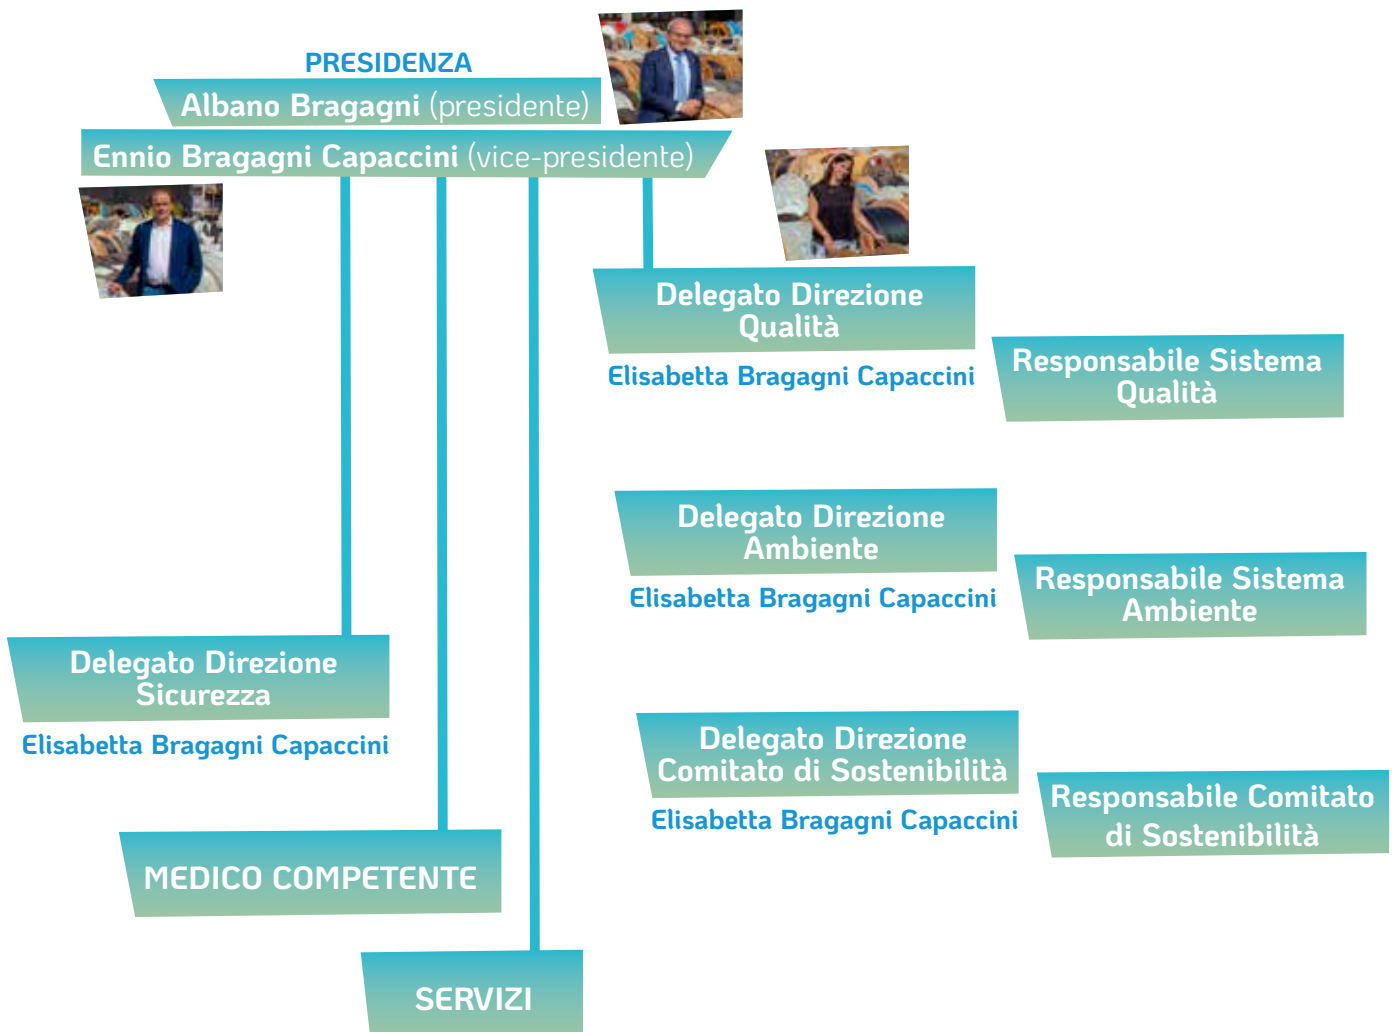 PRESIDENZA
Albano Bragagni (presidente)
Ennio Bragagni Capaccini (vice-presidente)
Delegato Direzione
Qualità
Elisabetta Bragagni Capaccini
Responsabile Sistema
Qualità
Delegato Direzione
Ambiente
Elisabetta Bragagni Capaccini
Responsabile Sistema
Ambiente
Delegato Direzione
Sicurezza
Elisabetta Bragagni Capaccini
Delegato Direzione
Comitato di Sostenibilità
Elisabetta Bragagni Capaccini
Responsabile Comitato
di Sostenibilità
MEDICO COMPETENTE
SERVIZI